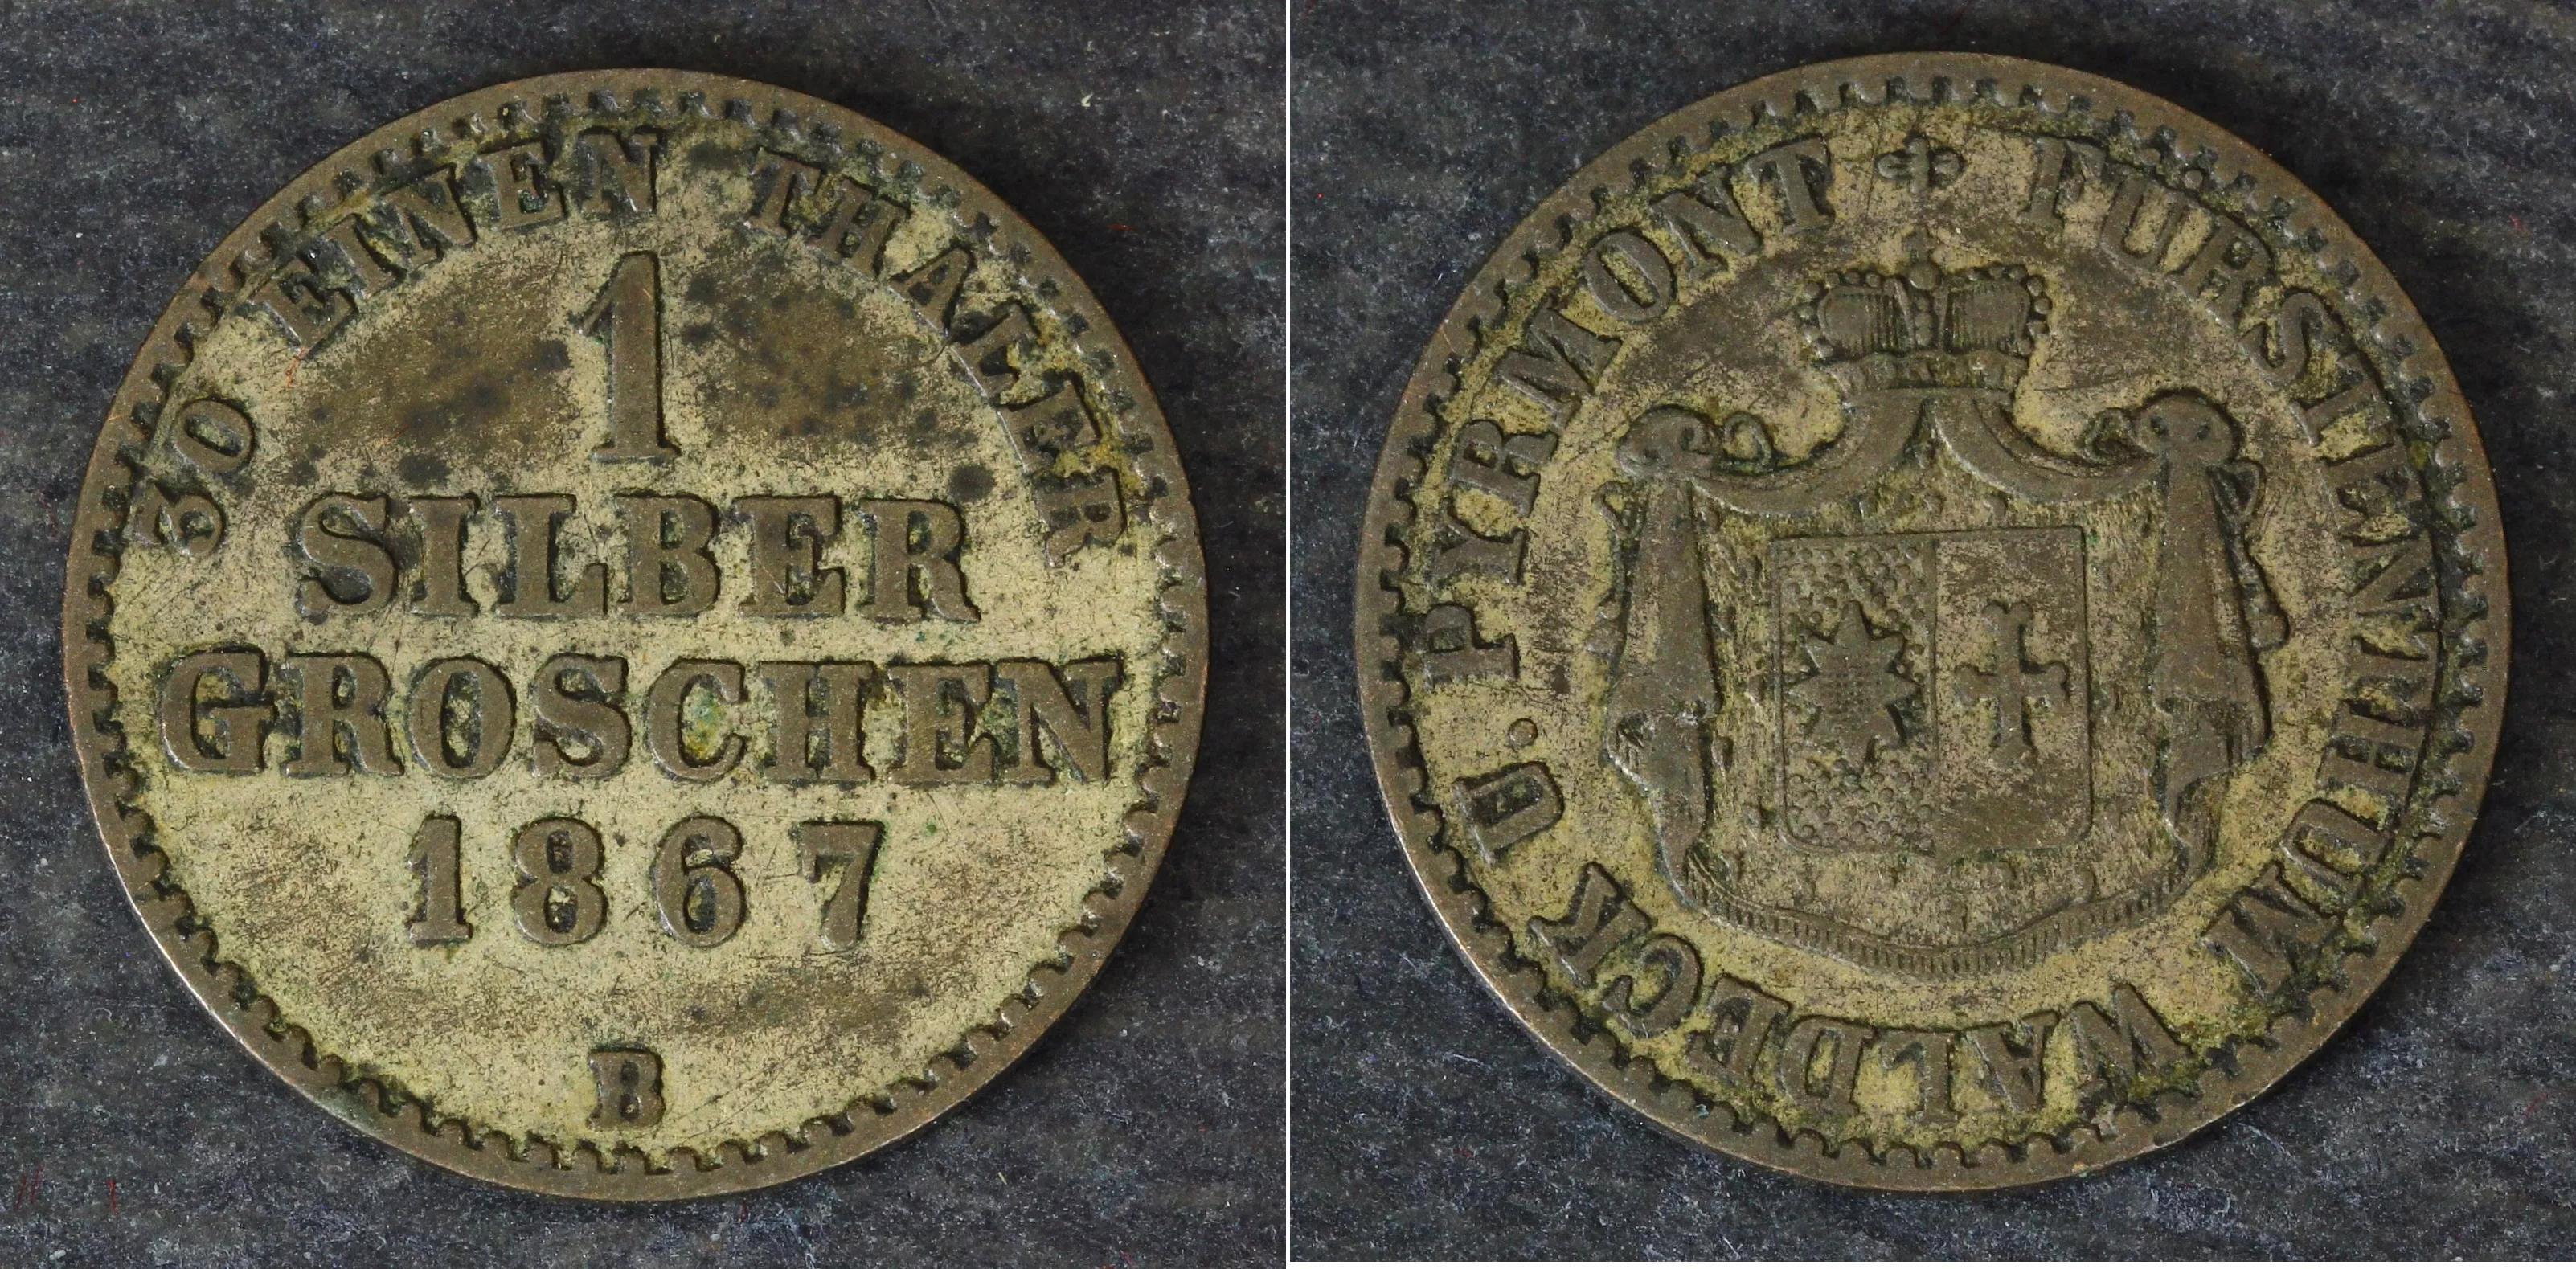 30 EINEN THALER
1
SILBER
GROSCHEN
1867
B
FÜRSTENTHUM WALDECK U. PYRMONT